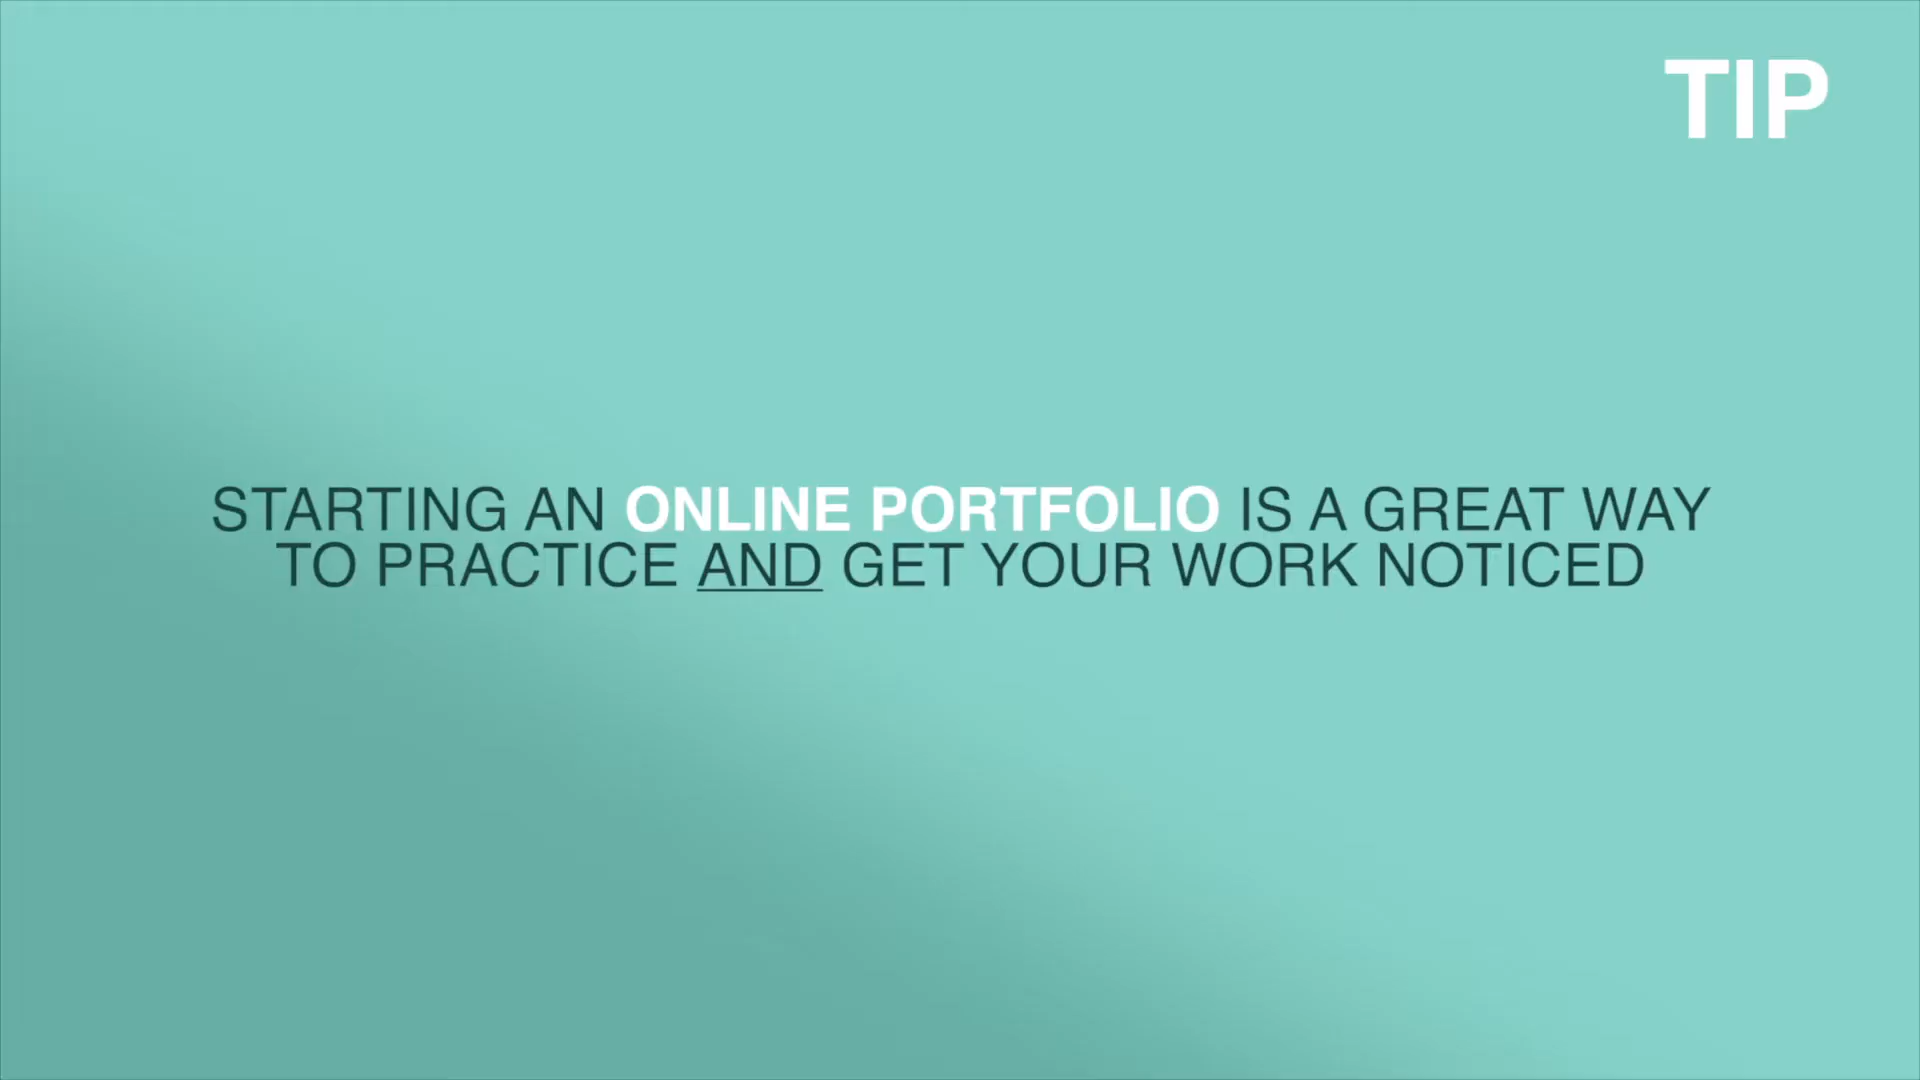 TIP
STARTING AN ONLINE PORTFOLIO IS A GREAT WAY
TO PRACTICE AND GET YOUR WORK NOTICED